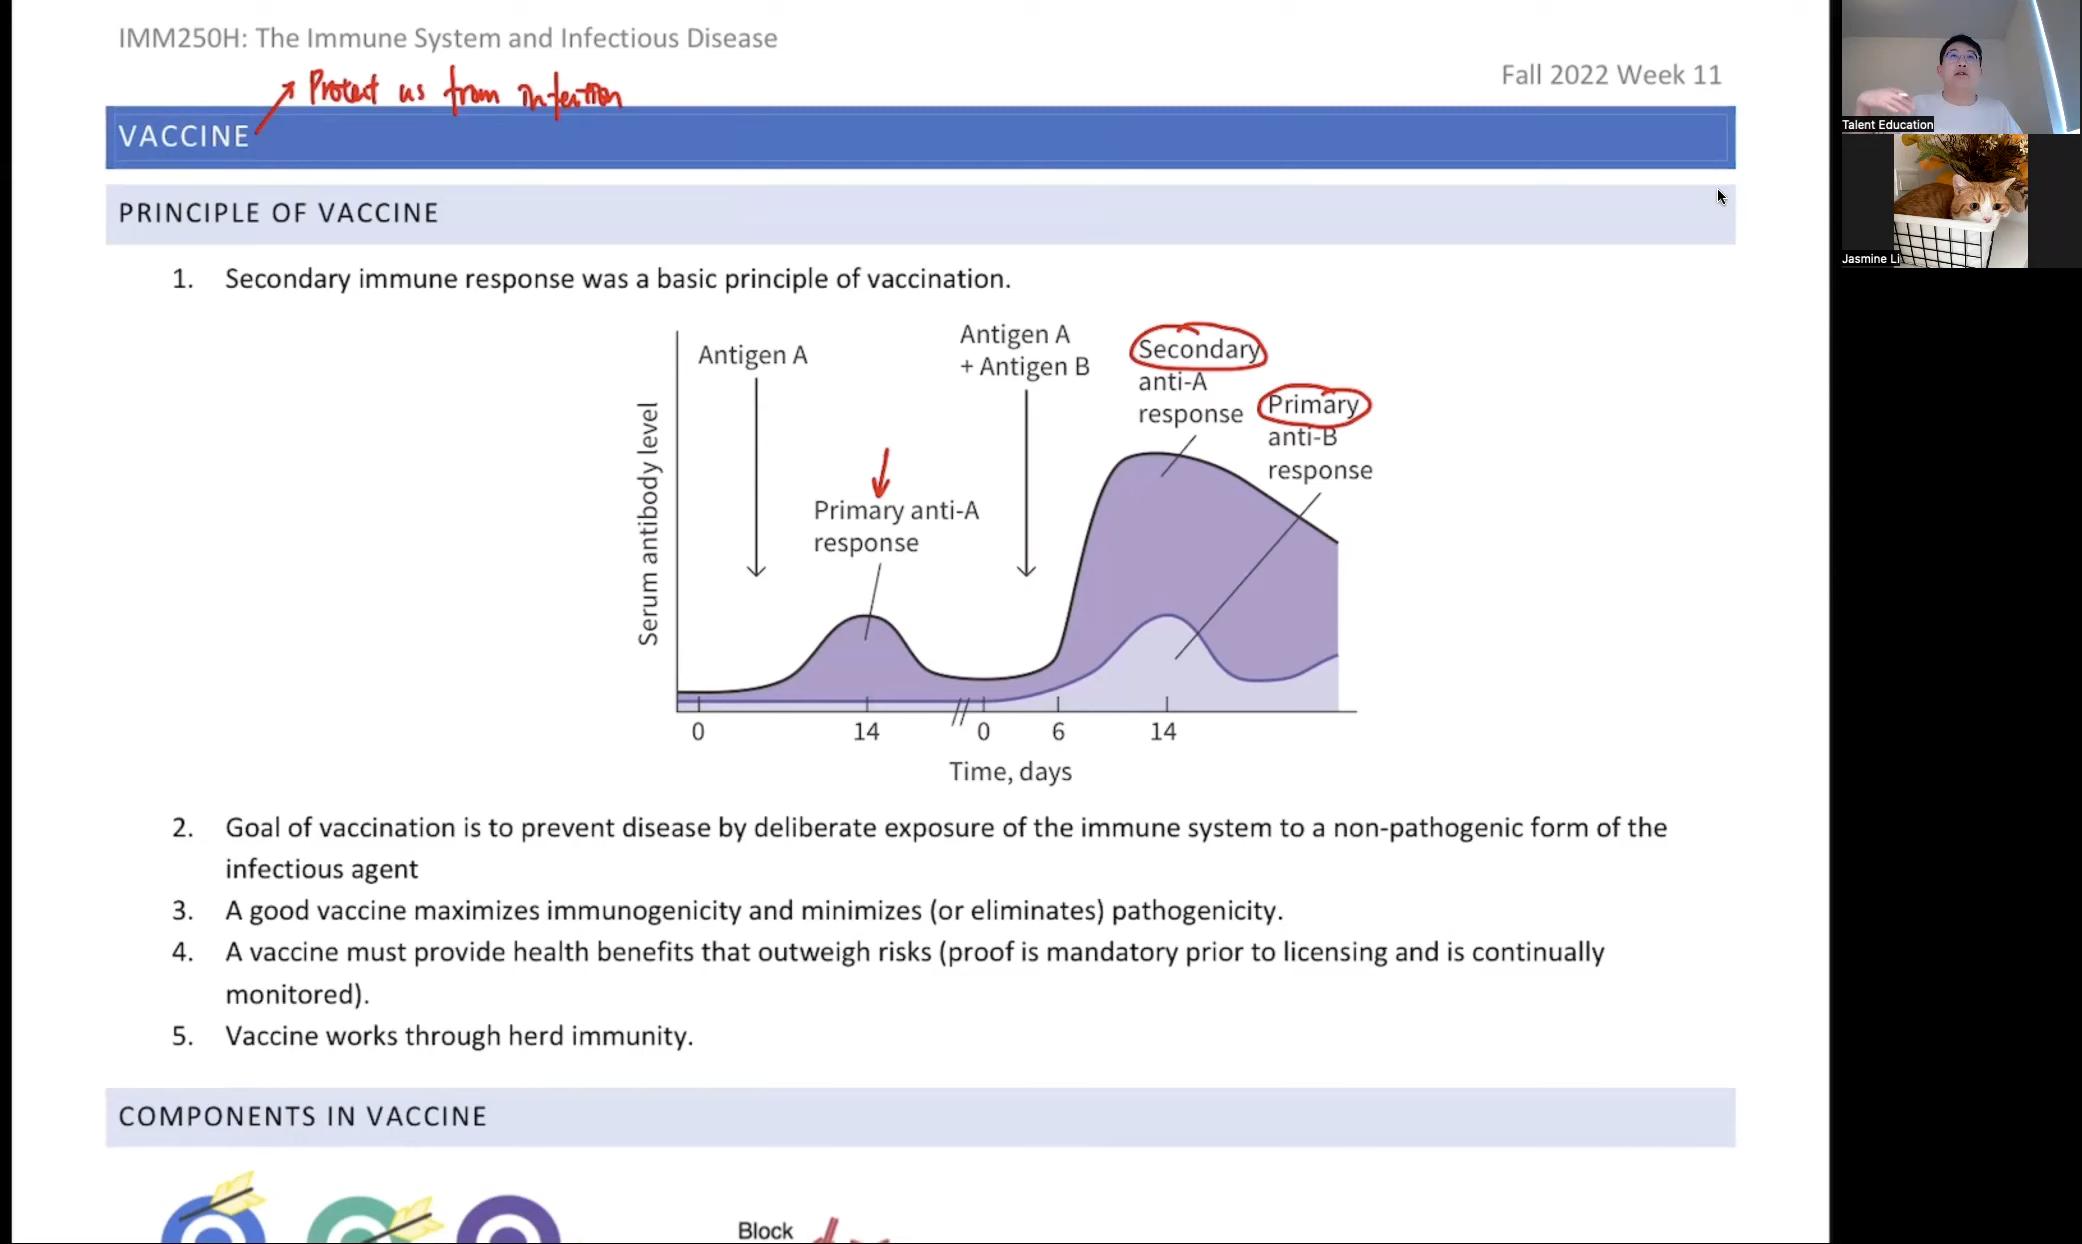 IMM250H: The Immune System and Infectious Disease
Fall 2022 Week 11
Protect us from infection
VACCINE
PRINCIPLE OF VACCINE
1. Secondary immune response was a basic principle of vaccination.
Antigen A
Antigen A
+ Antigen B
Secondary
anti-A
response
Primary
anti-B
response
Primary anti-A
response
Serum antibody level
0 14 0 6 14
Time, days
2. Goal of vaccination is to prevent disease by deliberate exposure of the immune system to a non-pathogenic form of the
infectious agent
3. A good vaccine maximizes immunogenicity and minimizes (or eliminates) pathogenicity.
4. A vaccine must provide health benefits that outweigh risks (proof is mandatory prior to licensing and is continually
monitored).
5. Vaccine works through herd immunity.
COMPONENTS IN VACCINE
Block
Talent Education
Jasmine Li